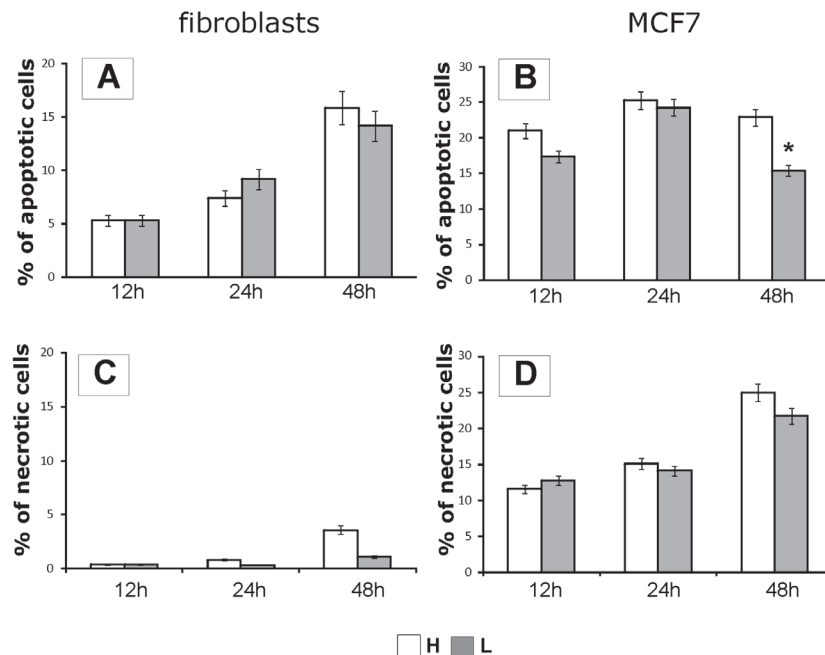 fibroblasts
MCF7
A
% of apoptotic cells
20
15
10
5
0
12h 24h 48h
B
% of apoptotic cells
30
25
20
15
10
5
0
*
12h 24h 48h
C
% of necrotic cells
20
15
10
5
0
12h 24h 48h
D
% of necrotic cells
30
25
20
15
10
5
0
12h 24h 48h
H L